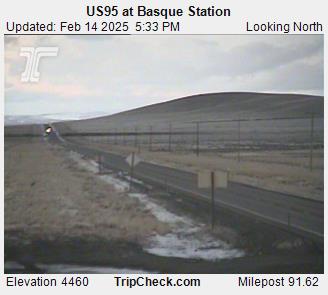 US95 at Basque Station
Updated: Feb 14 2025 5:33 PM Looking North
Elevation 4460 TripCheck.com Milepost 91.62